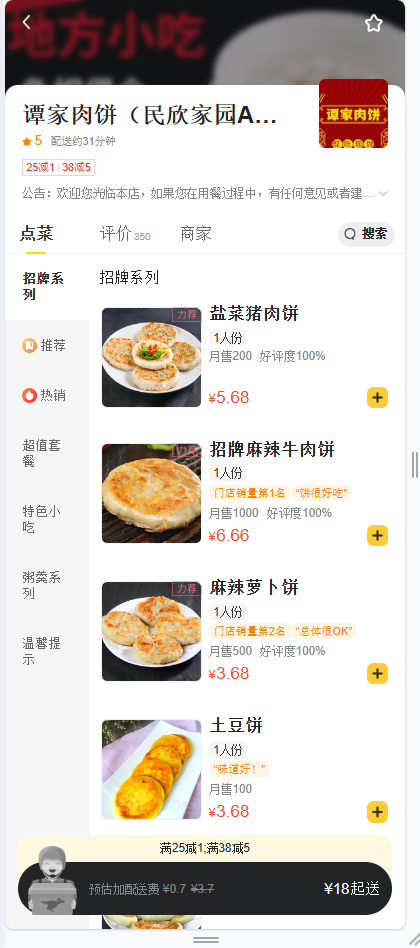 地方小吃
谭家肉饼（民欣家园A...
谭家肉饼
5 配送约31分钟
25减1 38减5
公告：欢迎您光临本店，如果您在用餐过程中，有任何意见或者建...
点菜 评价 350 商家 搜索
招牌系列
推荐
热销
超值套餐
特色小吃
粥羹系列
温馨提示
招牌系列
力荐
盐菜猪肉饼
1人份
月售200 好评度100%
¥5.68
力荐
招牌麻辣牛肉饼
1人份
门店销量第1名 “饼很好吃”
月售1000 好评度100%
¥6.66
力荐
麻辣萝卜饼
1人份
门店销量第2名 “总体很OK”
月售500 好评度100%
¥3.68
土豆饼
1人份
“味道好！”
月售100
¥3.68
满25减1;满38减5
预估加配送费 ¥0.7 ¥3.7
¥18起送